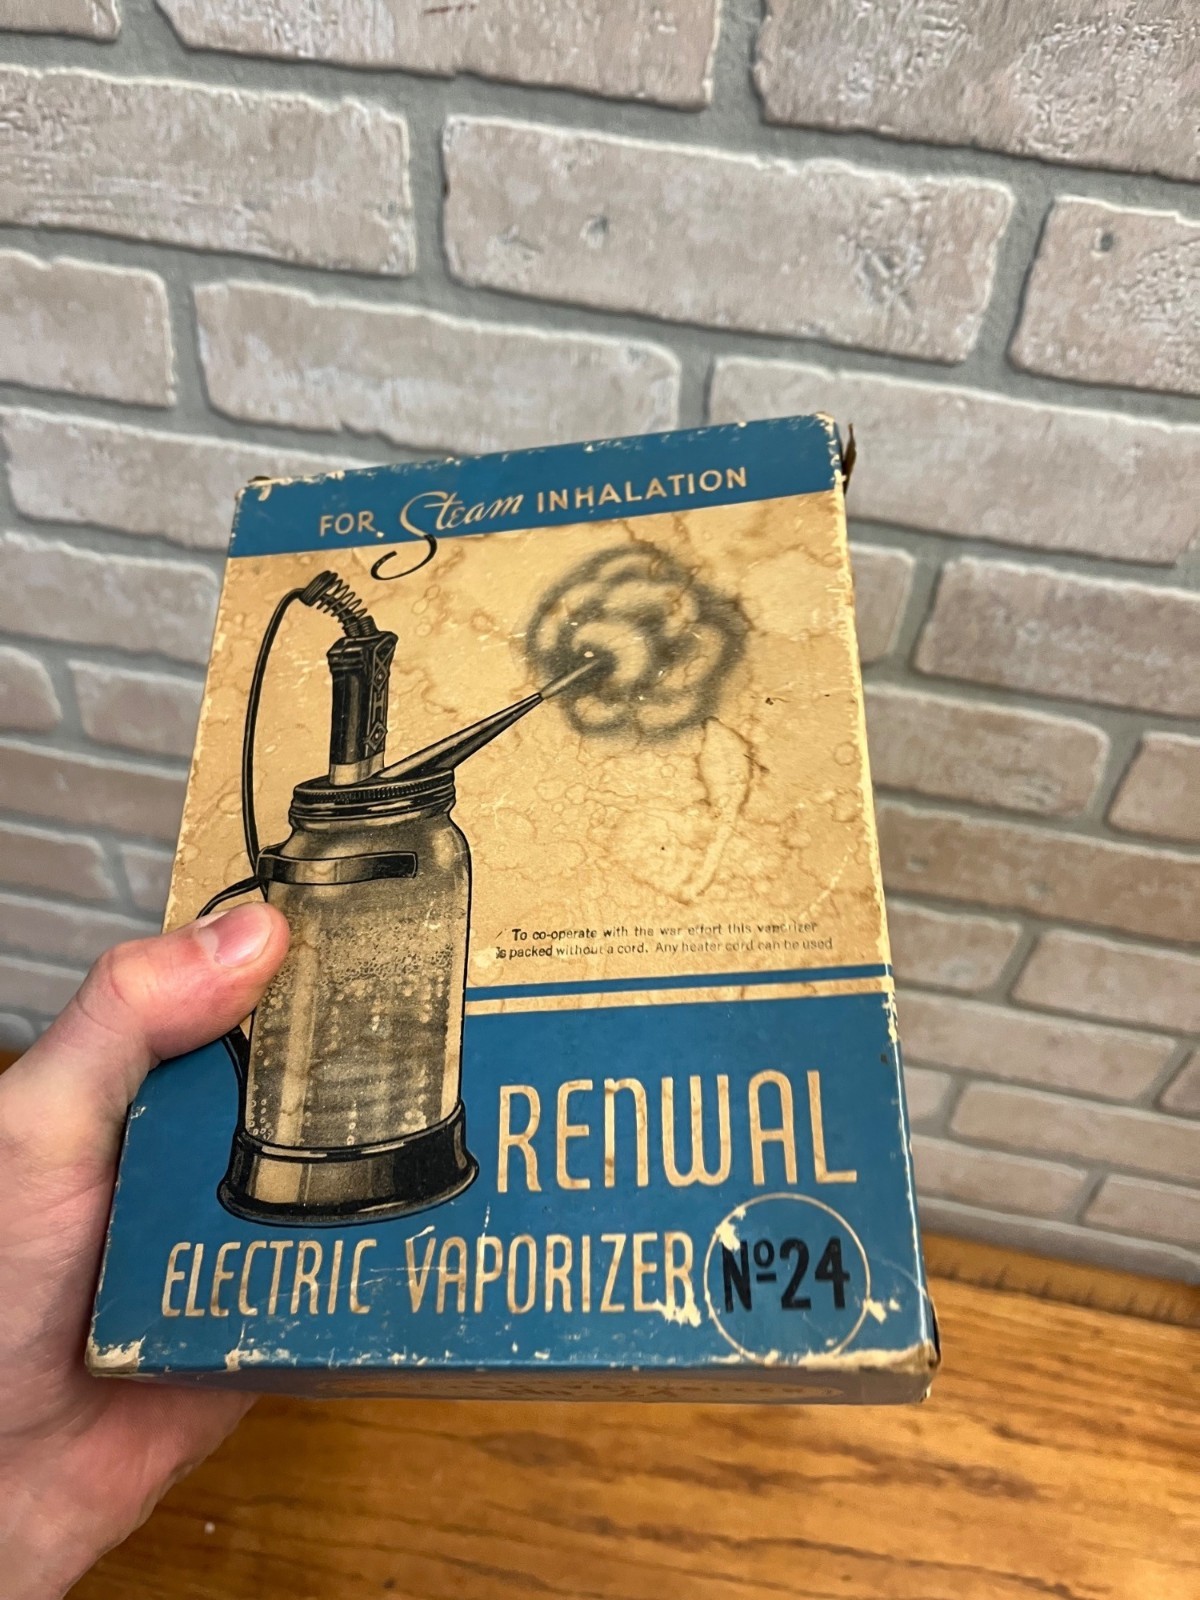 FOR Steam INHALATION
To co-operate with the war effort this vaporizer
is packed without a cord. Any heater cord can be used
RENWAL
ELECTRIC VAPORIZER Nº24